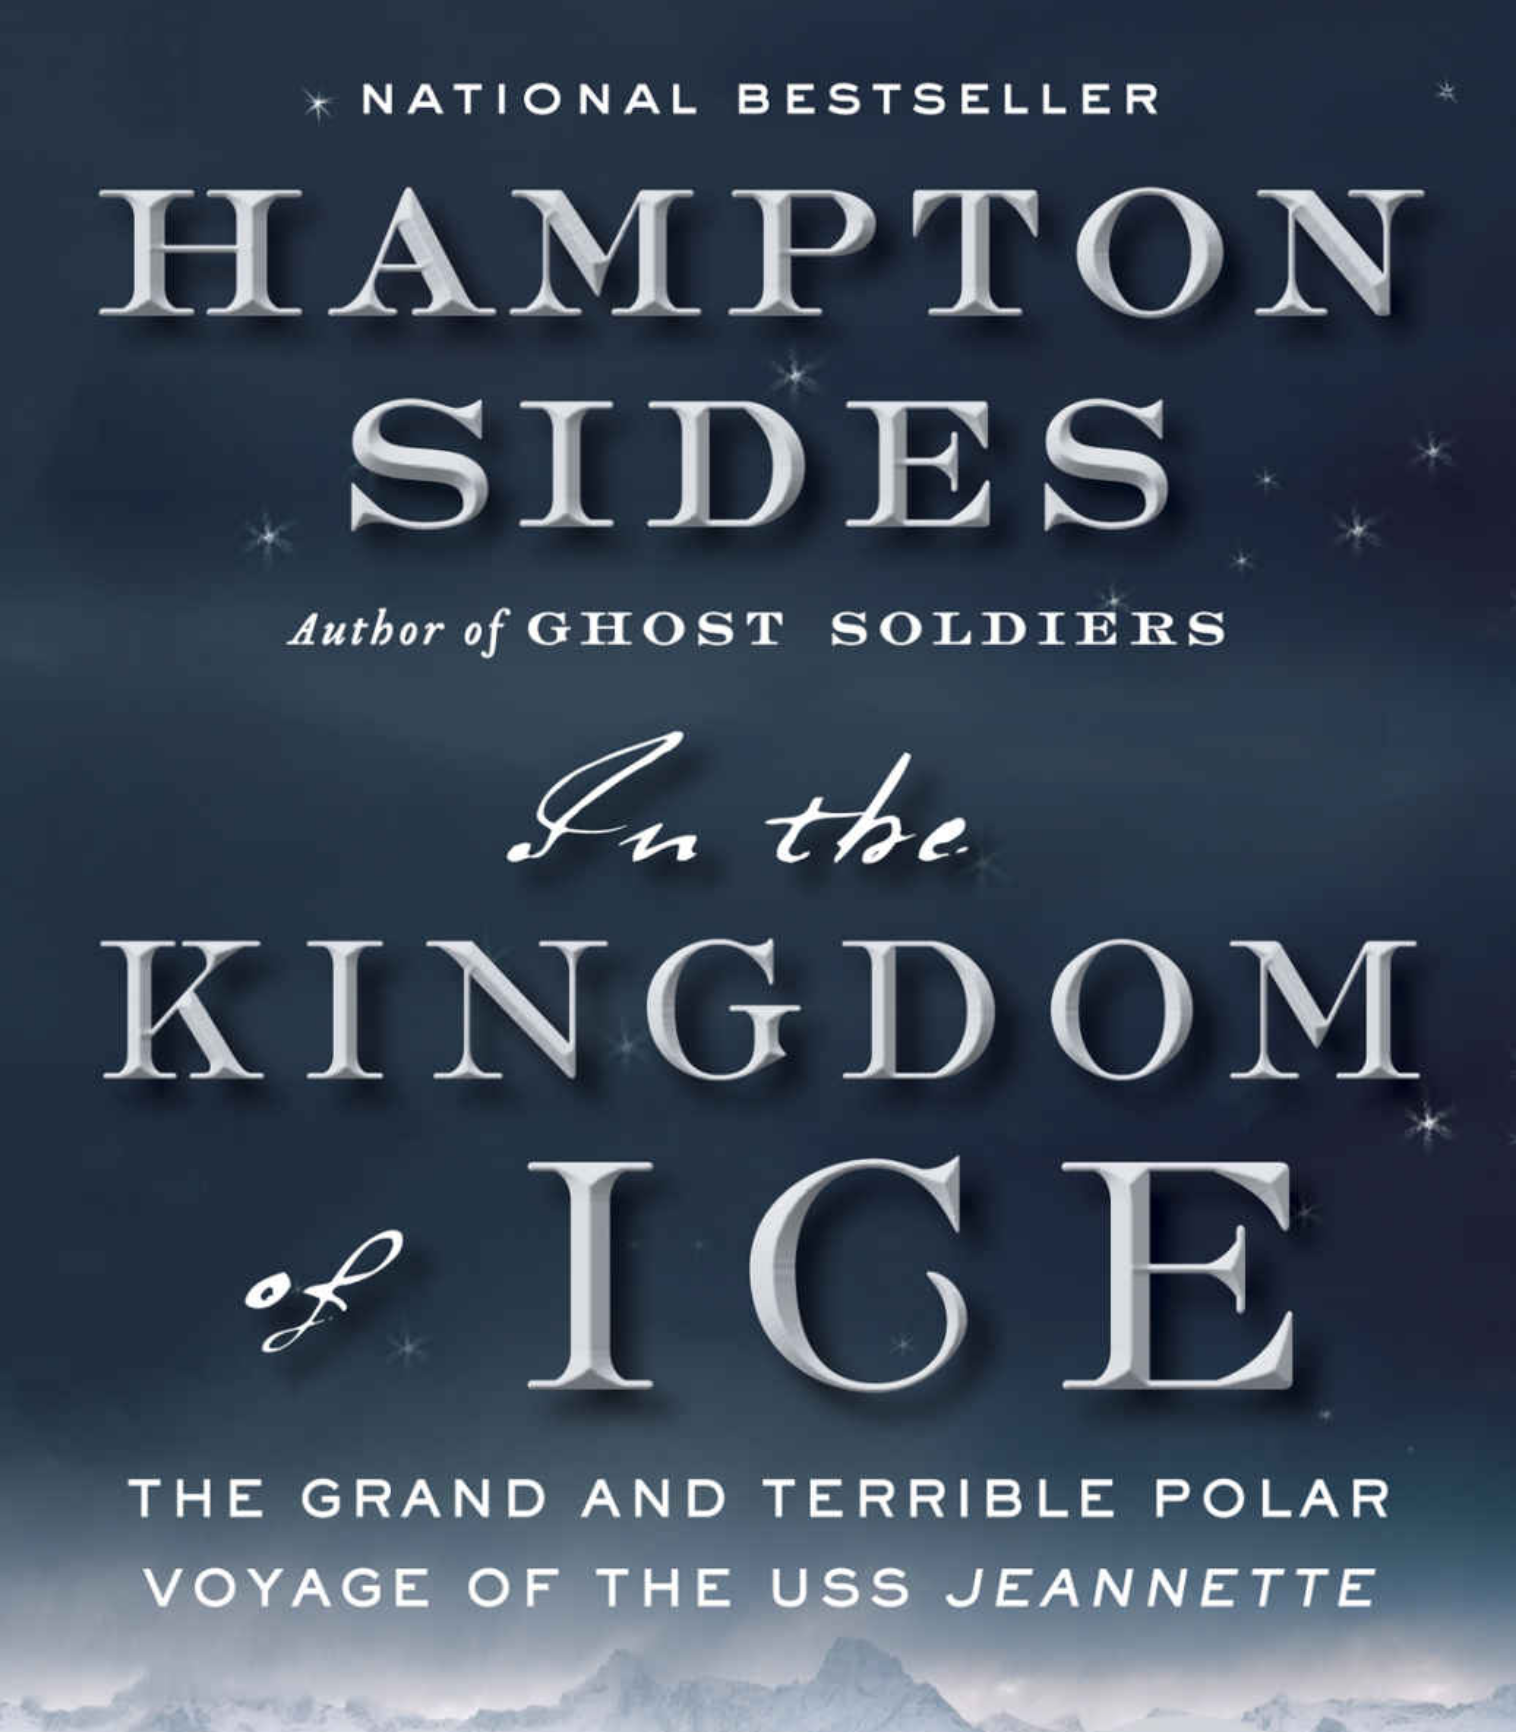 NATIONAL BESTSELLER
HAMPTON
SIDES
Author of GHOST SOLDIERS
In the
KINGDOM
of ICE
THE GRAND AND TERRIBLE POLAR
VOYAGE OF THE USS JEANNETTE